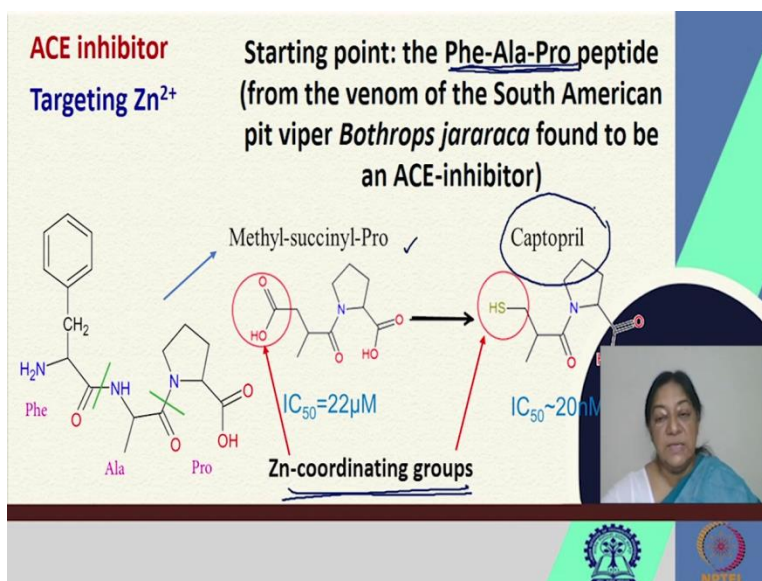 ACE inhibitor
Targeting Zn²⁺
Starting point: the Phe-Ala-Pro peptide
(from the venom of the South American
pit viper Bothrops jararaca found to be
an ACE-inhibitor)
Methyl-succinyl-Pro
Captopril
CH₂
H₂N
O
NH
N
O
O
OH
Phe
Ala
Pro
O
HO
N
O
HO
O
IC₅₀=22µM
HS
N
O
O
H
IC₅₀~20nM
Zn-coordinating groups
NPTEL